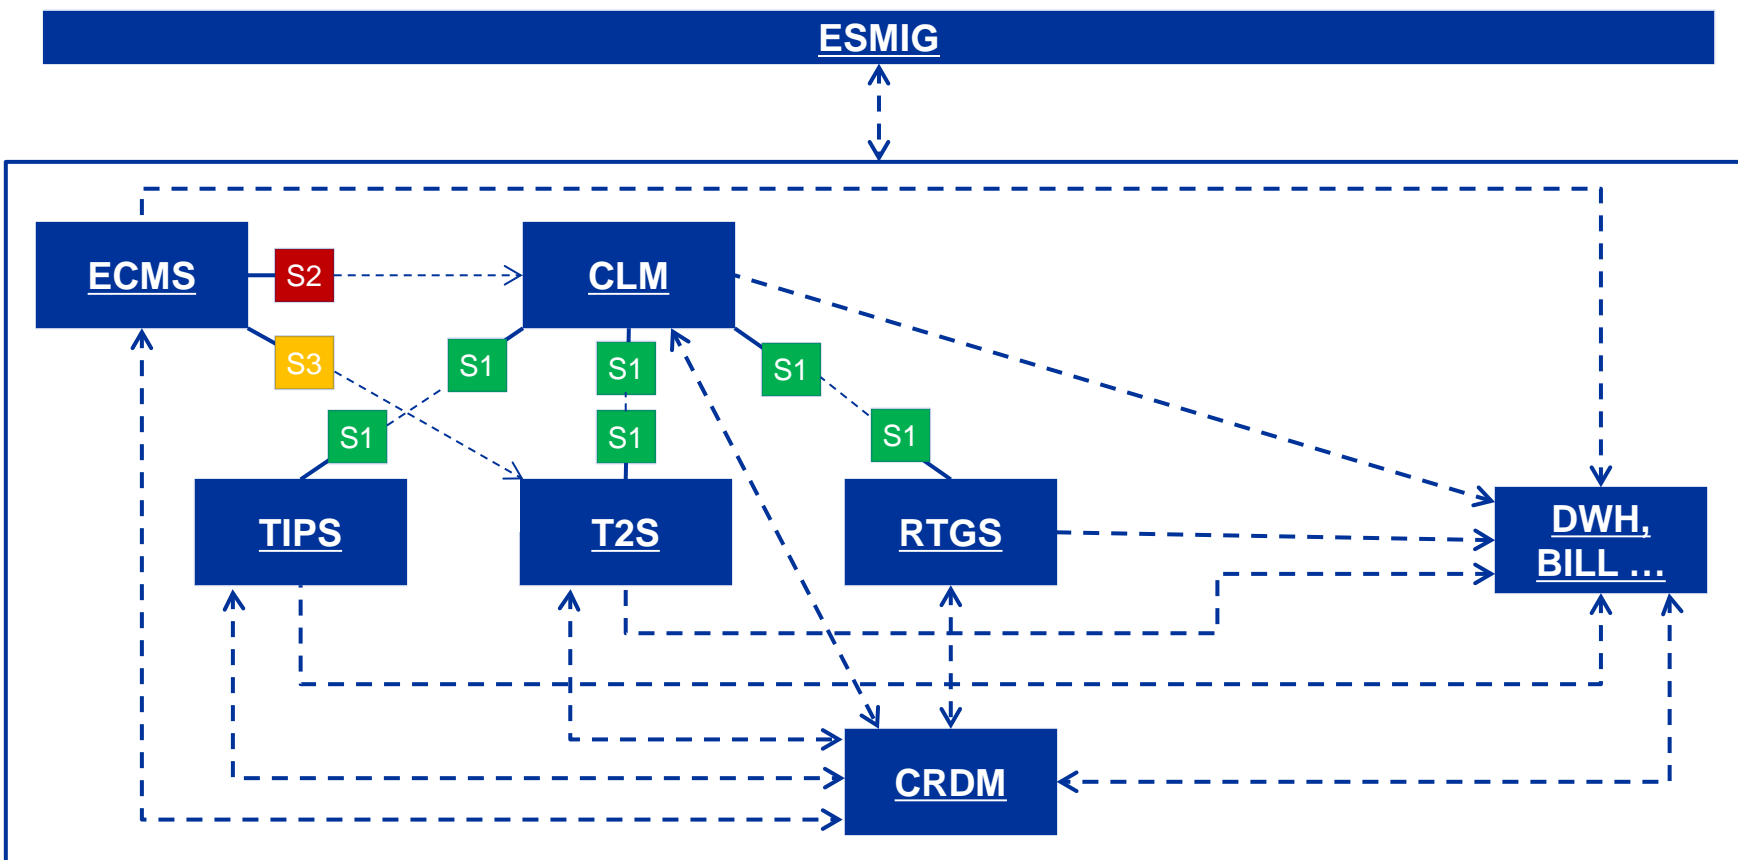 ESMIG
ECMS
S2
CLM
S3
S1
S1
S1
S1
S1
S1
TIPS
T2S
RTGS
DWH,
BILL ...
CRDM